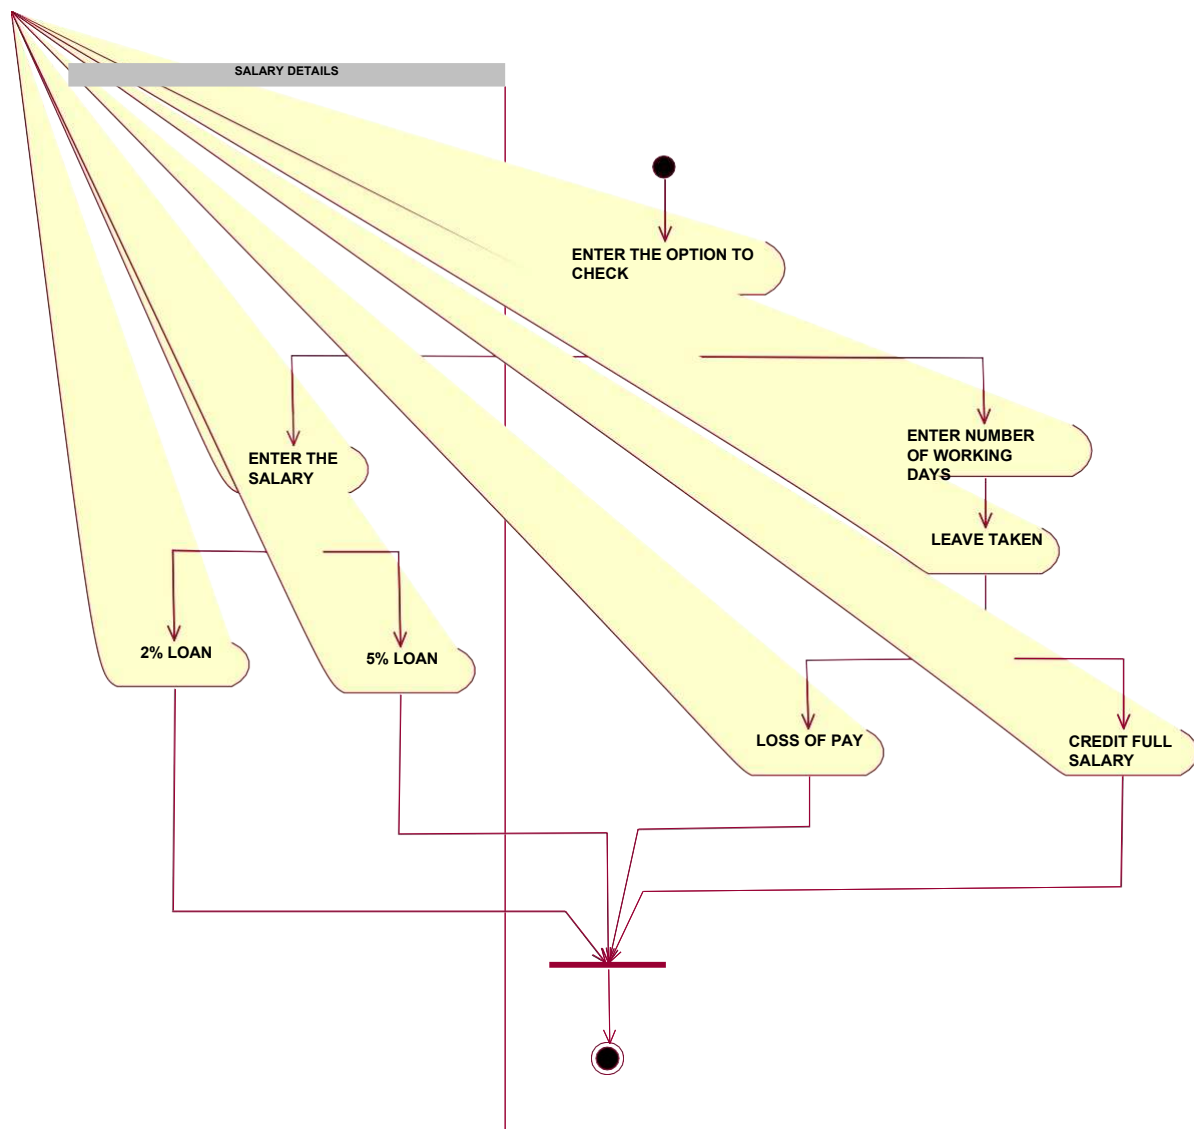 SALARY DETAILS
ENTER THE OPTION TO
CHECK
ENTER NUMBER
OF WORKING
DAYS
ENTER THE
SALARY
LEAVE TAKEN
2% LOAN
5% LOAN
LOSS OF PAY
CREDIT FULL
SALARY